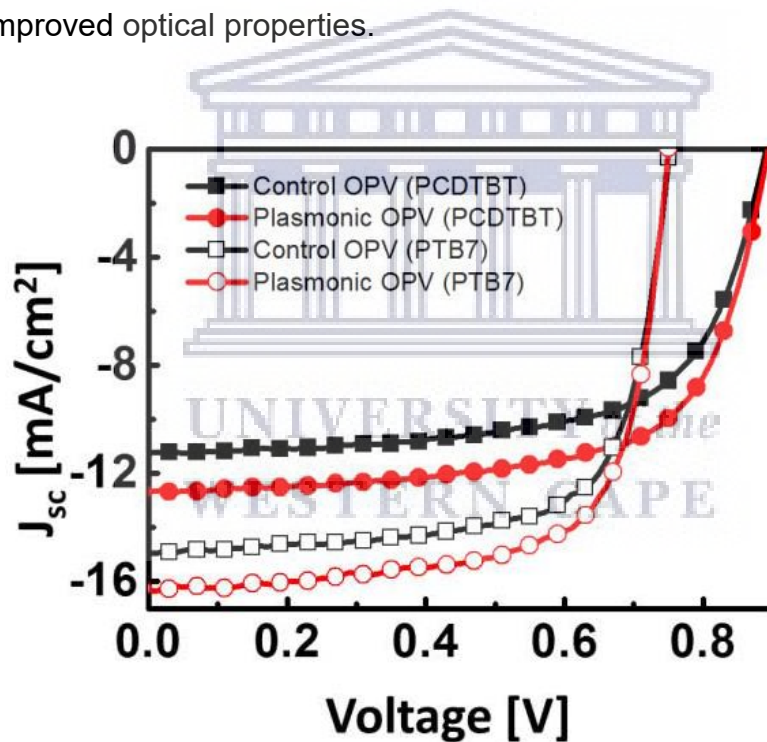 mproved optical properties.
0
Control OPV (PCDTBT)
Plasmonic OPV (PCDTBT)
-4
Control OPV (PTB7)
Plasmonic OPV (PTB7)
-8
UNIVERSITY of the
-12
WESTERN CAPE
-16
J_sc [mA/cm²]
0.0 0.2 0.4 0.6 0.8
Voltage [V]